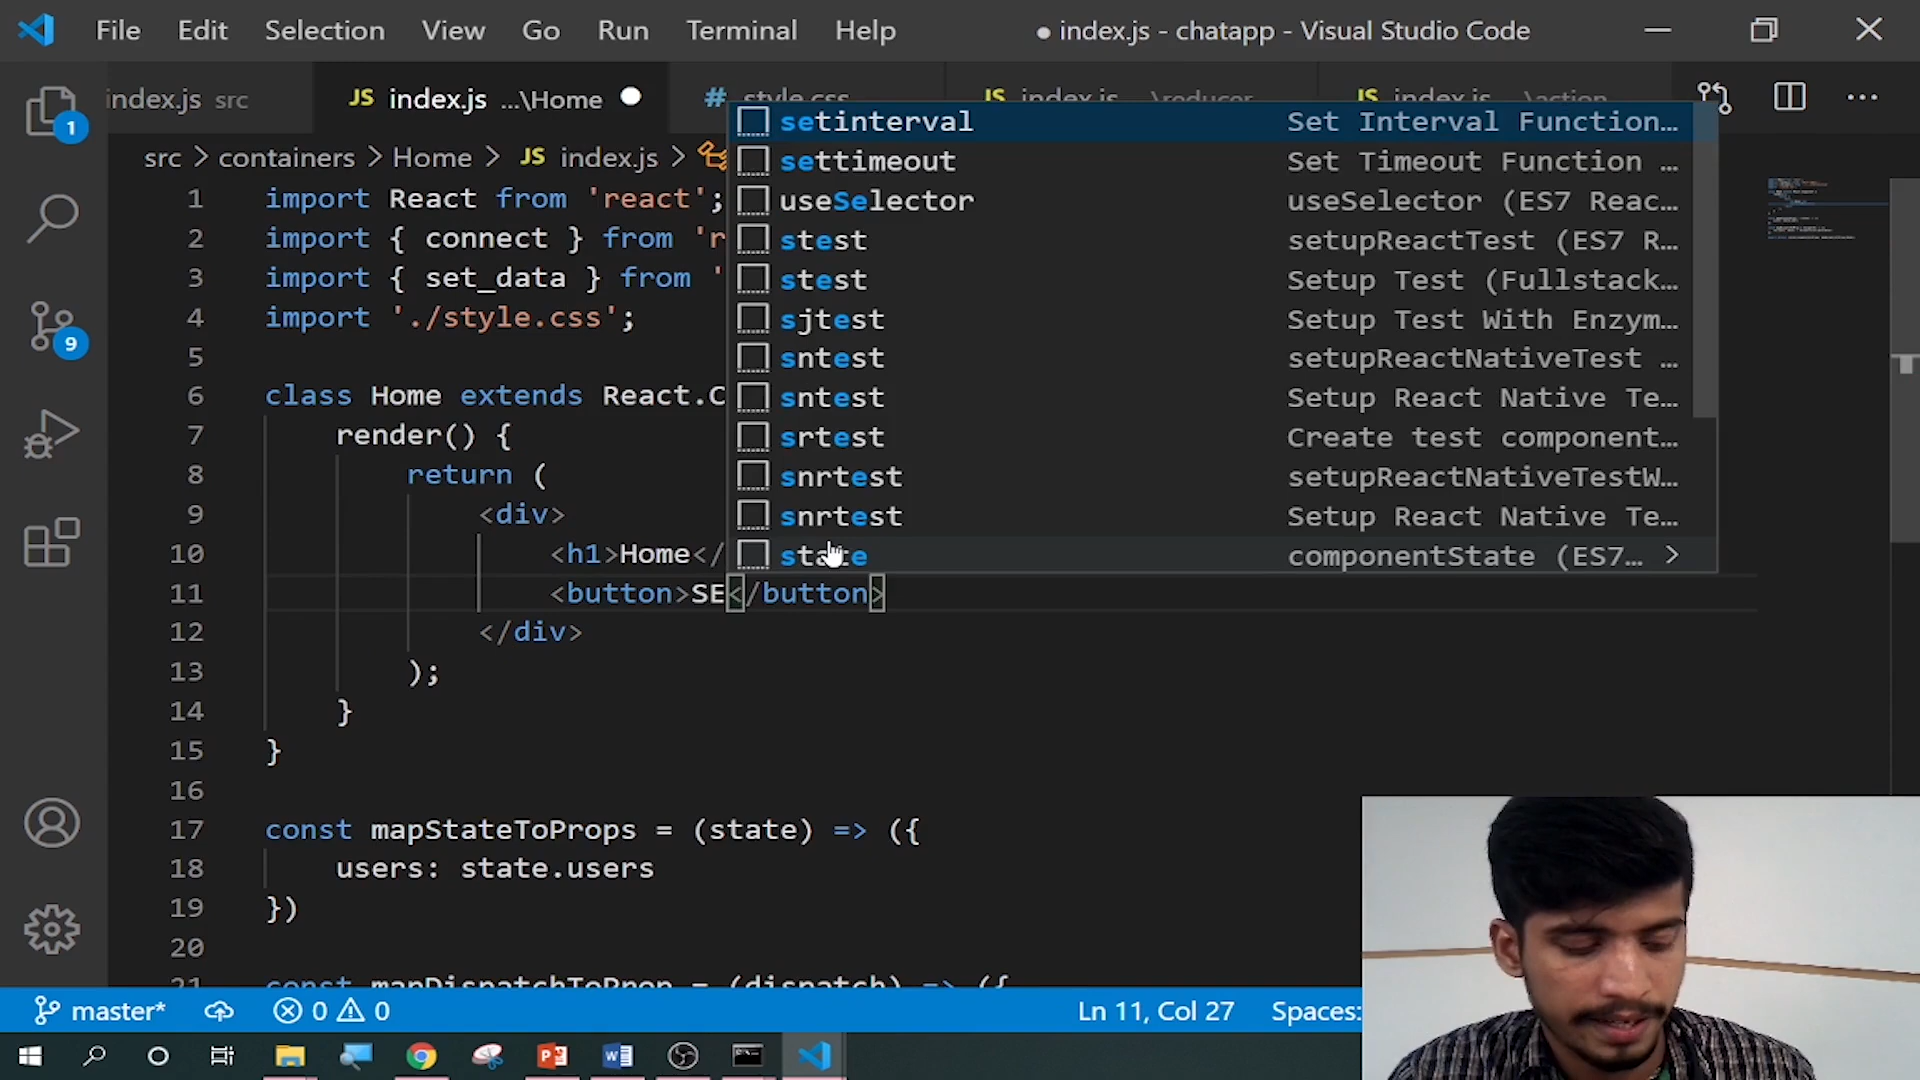 File Edit Selection View Go Run Terminal Help ● index.js - chatapp - Visual Studio Code
index.js src JS index.js ...\Home # style.css JS index.js ...\reducer JS index.js ...\action ...
src > containers > Home > JS index.js >
1 import React from 'react';
2 import { connect } from 'r
3 import { set_data } from '
4 import './style.css';
5
6 class Home extends React.C
7 render() {
8 return (
9 <div>
10 <h1>Home</
11 <button>SE</button>
12 </div>
13 );
14 }
15 }
16
17 const mapStateToProps = (state) => ({
18 users: state.users
19 })
20
21 const mapDispatchToProp = (dispatch) => ({
setinterval Set Interval Function…
settimeout Set Timeout Function …
useSelector useSelector (ES7 Reac…
stest setupReactTest (ES7 R…
stest Setup Test (Fullstack…
sjtest Setup Test With Enzym…
sntest setupReactNativeTest …
sntest Setup React Native Te…
srtest Create test component…
snrtest setupReactNativeTestW…
snrtest Setup React Native Te…
state componentState (ES7… >
1
9
master* 0 0 Ln 11, Col 27 Spaces: